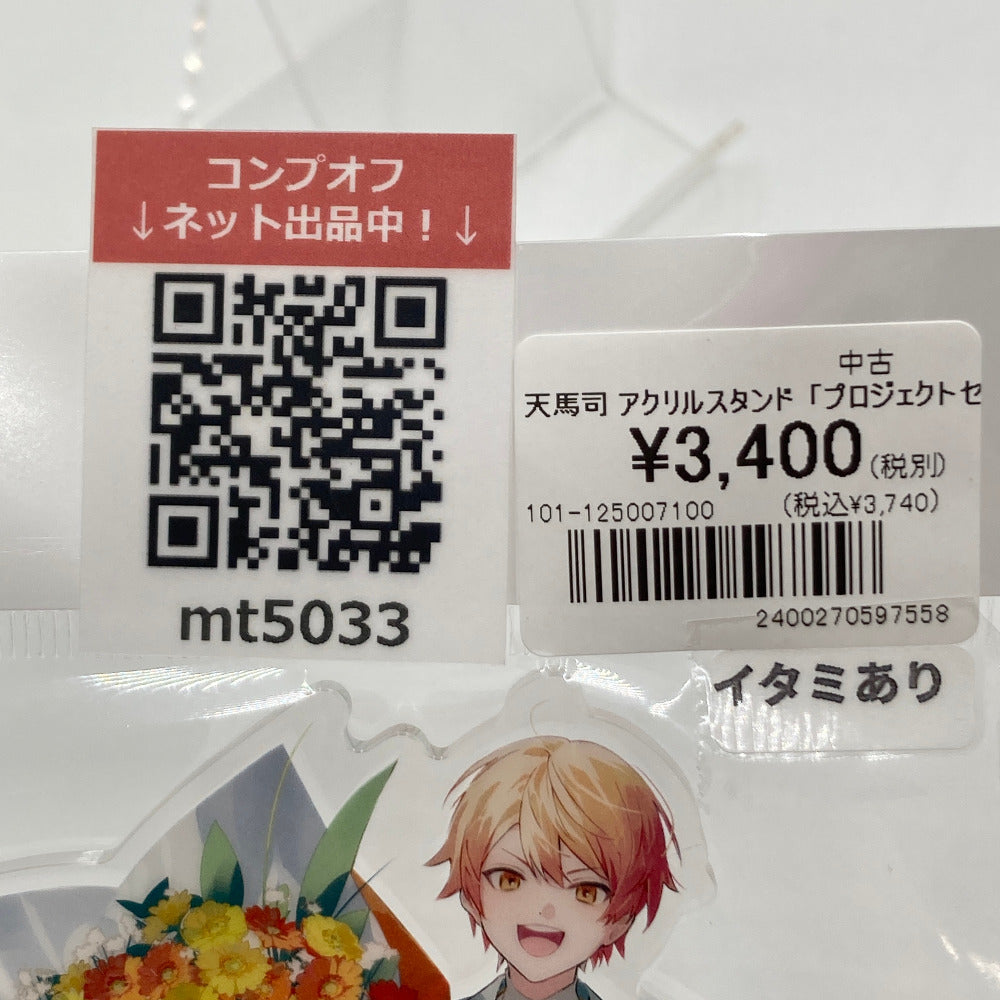 コンプオフ
↓ネット出品中！↓
mt5033
中古
天馬司 アクリルスタンド「プロジェクトセ
¥3,400(税別)
101-125007100 (税込¥3,740)
2400270597558
イタミあり